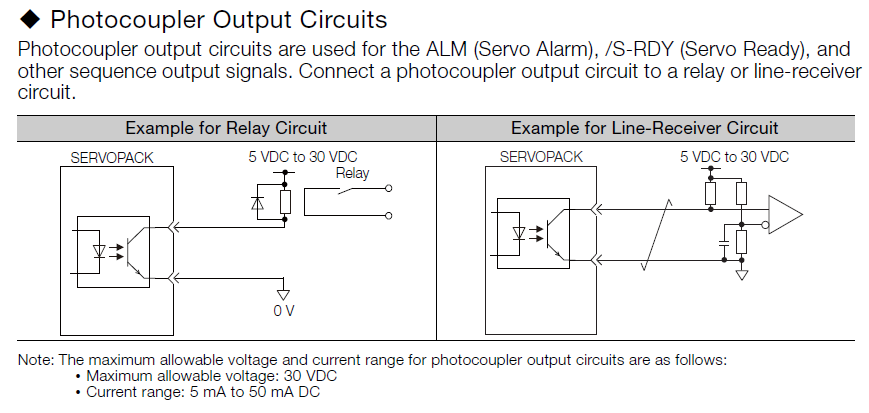 ◆ Photocoupler Output Circuits
Photocoupler output circuits are used for the ALM (Servo Alarm), /S-RDY (Servo Ready), and
other sequence output signals. Connect a photocoupler output circuit to a relay or line-receiver
circuit.
Example for Relay Circuit
Example for Line-Receiver Circuit
SERVOPACK
5 VDC to 30 VDC
Relay
0 V
SERVOPACK
5 VDC to 30 VDC
Note: The maximum allowable voltage and current range for photocoupler output circuits are as follows:
• Maximum allowable voltage: 30 VDC
• Current range: 5 mA to 50 mA DC